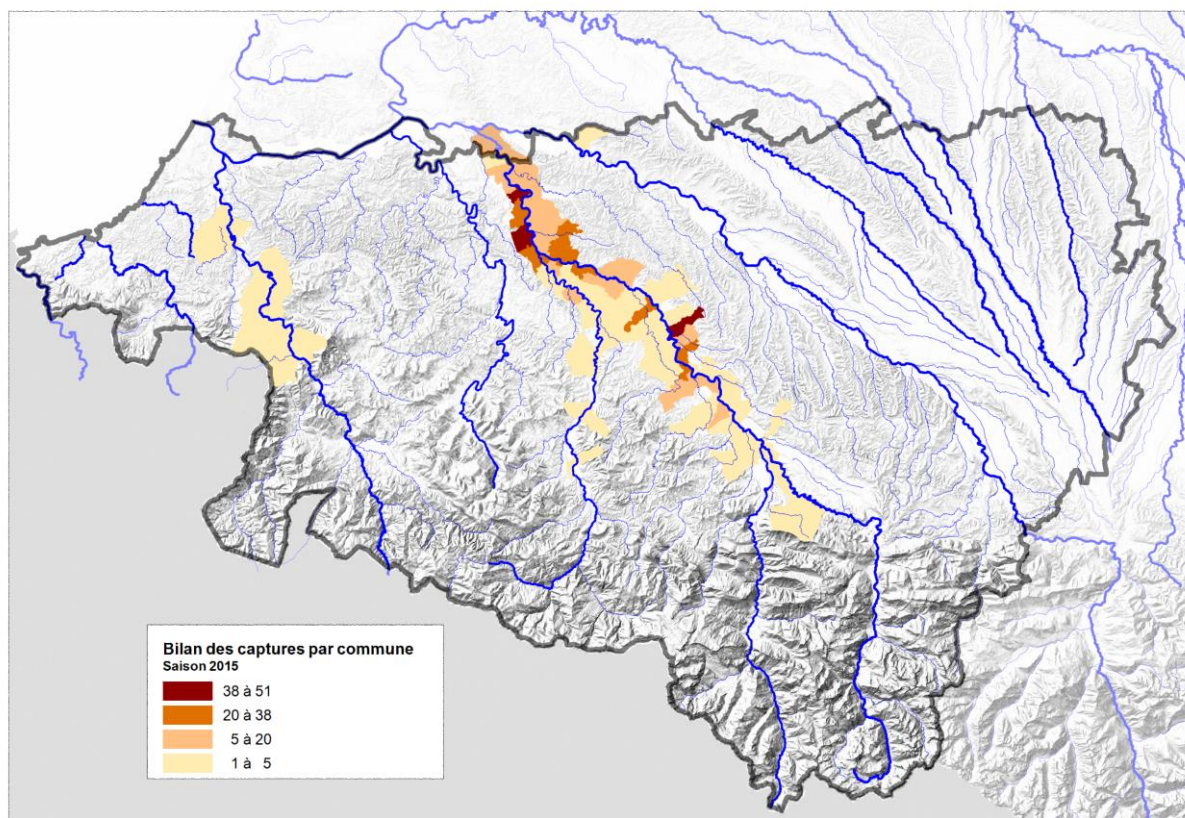 Bilan des captures par commune
Saison 2015
38 à 51
20 à 38
5 à 20
1 à 5